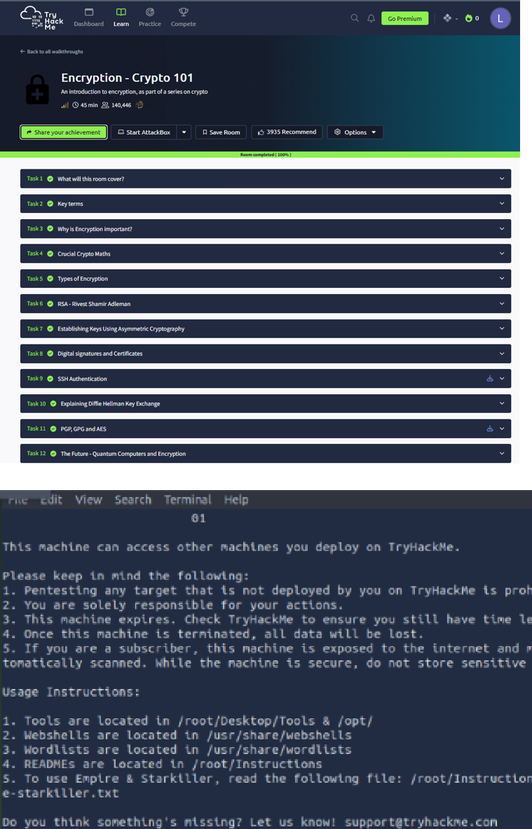 Try
Hack
Me
Dashboard
Learn
Practice
Compete
Go Premium
0
L
Back to all walkthroughs
Encryption - Crypto 101
An introduction to encryption, as part of a series on crypto
45 min
140,446
Share your achievement
Start AttackBox
Save Room
3935 Recommend
Options
Room completed ( 100% )
Task 1 What will this room cover?
Task 2 Key terms
Task 3 Why is Encryption important?
Task 4 Crucial Crypto Maths
Task 5 Types of Encryption
Task 6 RSA - Rivest Shamir Adleman
Task 7 Establishing Keys Using Asymmetric Cryptography
Task 8 Digital signatures and Certificates
Task 9 SSH Authentication
Task 10 Explaining Diffie Hellman Key Exchange
Task 11 PGP, GPG and AES
Task 12 The Future - Quantum Computers and Encryption
File Edit View Search Terminal Help
01
This machine can access other machines you deploy on TryHackMe.
Please keep in mind the following:
1. Pentesting any target that is not deployed by you on TryHackMe is proh
2. You are solely responsible for your actions.
3. This machine expires. Check TryHackMe to ensure you still have time le
4. Once this machine is terminated, all data will be lost.
5. If you are a subscriber, this machine is exposed to the internet and m
tomatically scanned. While the machine is secure, do not store sensitive
Usage Instructions:
1. Tools are located in /root/Desktop/Tools & /opt/
2. Webshells are located in /usr/share/webshells
3. Wordlists are located in /usr/share/wordlists
4. READMEs are located in /root/Instructions
5. To use Empire & Starkiller, read the following file: /root/Instruction
e-starkiller.txt
Do you think something's missing? Let us know! support@tryhackme.com